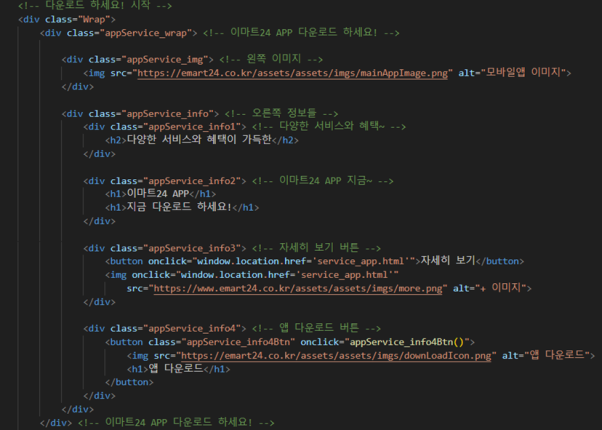 <!-- 다운로드 하세요! 시작 -->
<div class="Wrap">
<div class="appService_wrap"> <!-- 이마트24 APP 다운로드 하세요! -->
<div class="appService_img"> <!-- 왼쪽 이미지 -->
<img src="https://emart24.co.kr/assets/assets/imgs/mainAppImage.png" alt="모바일앱 이미지">
</div>
<div class="appService_info"> <!-- 오른쪽 정보들 -->
<div class="appService_info1"> <!-- 다양한 서비스와 혜택~ -->
<h2>다양한 서비스와 혜택이 가득한</h2>
</div>
<div class="appService_info2"> <!-- 이마트24 APP 지금~ -->
<h1>이마트24 APP</h1>
<h1>지금 다운로드 하세요!</h1>
</div>
<div class="appService_info3"> <!-- 자세히 보기 버튼 -->
<button onclick="window.location.href='service_app.html'">자세히 보기</button>
<img onclick="window.location.href='service_app.html'"
src="https://www.emart24.co.kr/assets/assets/imgs/more.png" alt="+ 이미지">
</div>
<div class="appService_info4"> <!-- 앱 다운로드 버튼 -->
<button class="appService_info4Btn" onclick="appService_info4Btn()">
<img src="https://emart24.co.kr/assets/assets/imgs/downLoadIcon.png" alt="앱 다운로드">
<h1>앱 다운로드</h1>
</button>
</div>
</div>
</div> <!-- 이마트24 APP 다운로드 하세요! -->